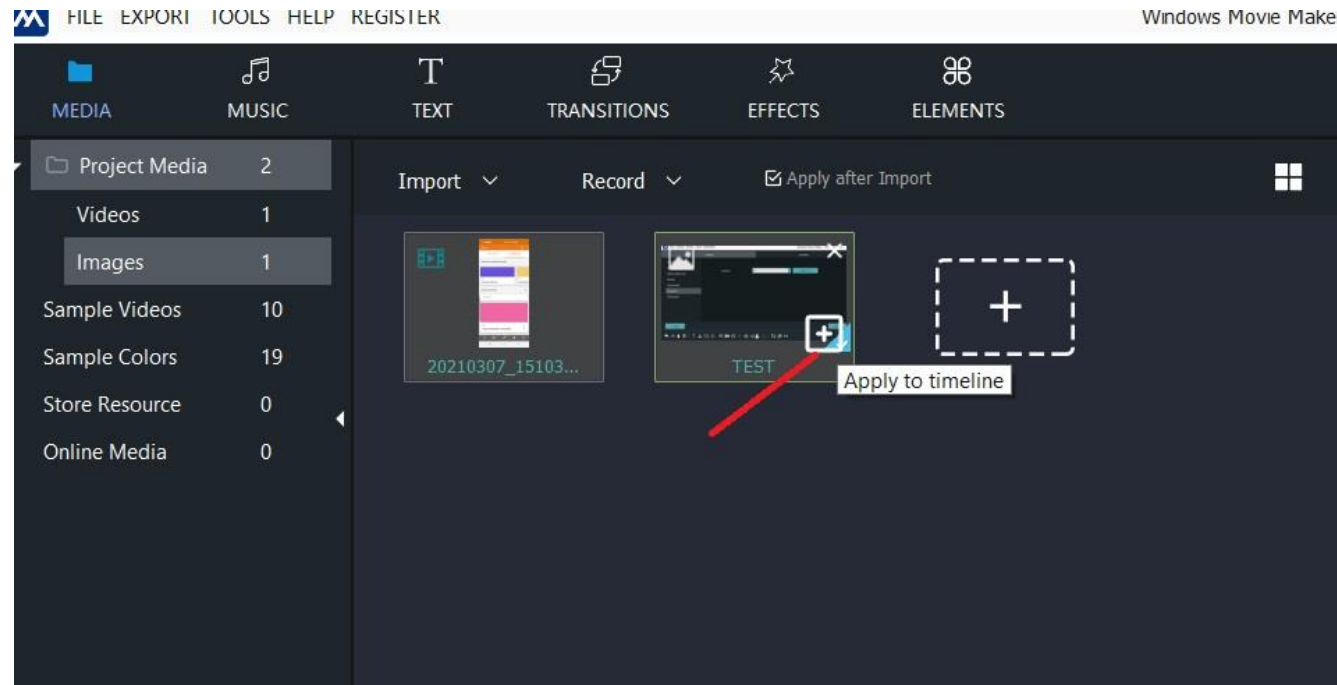 FILE EXPORT TOOLS HELP REGISTER
Windows Movie Make
MEDIA MUSIC TEXT TRANSITIONS EFFECTS ELEMENTS
Project Media 2
Videos 1
Images 1
Sample Videos 10
Sample Colors 19
Store Resource 0
Online Media 0
Import Record Apply after Import
20210307_15103... TEST
Apply to timeline